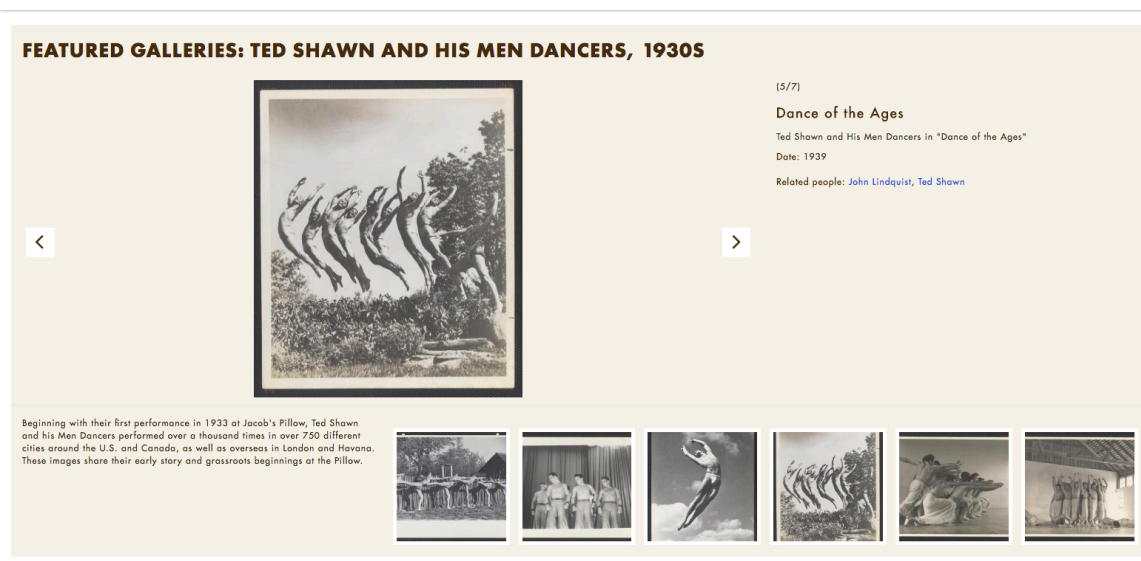 FEATURED GALLERIES: TED SHAWN AND HIS MEN DANCERS, 1930S
(5/7)
Dance of the Ages
Ted Shawn and His Men Dancers in "Dance of the Ages"
Date: 1939
Related people: John Lindquist, Ted Shawn
Beginning with their first performance in 1933 at Jacob's Pillow, Ted Shawn
and his Men Dancers performed over a thousand times in over 750 different
cities around the U.S. and Canada, as well as overseas in London and Havana.
These images share their early story and grassroots beginnings at the Pillow.